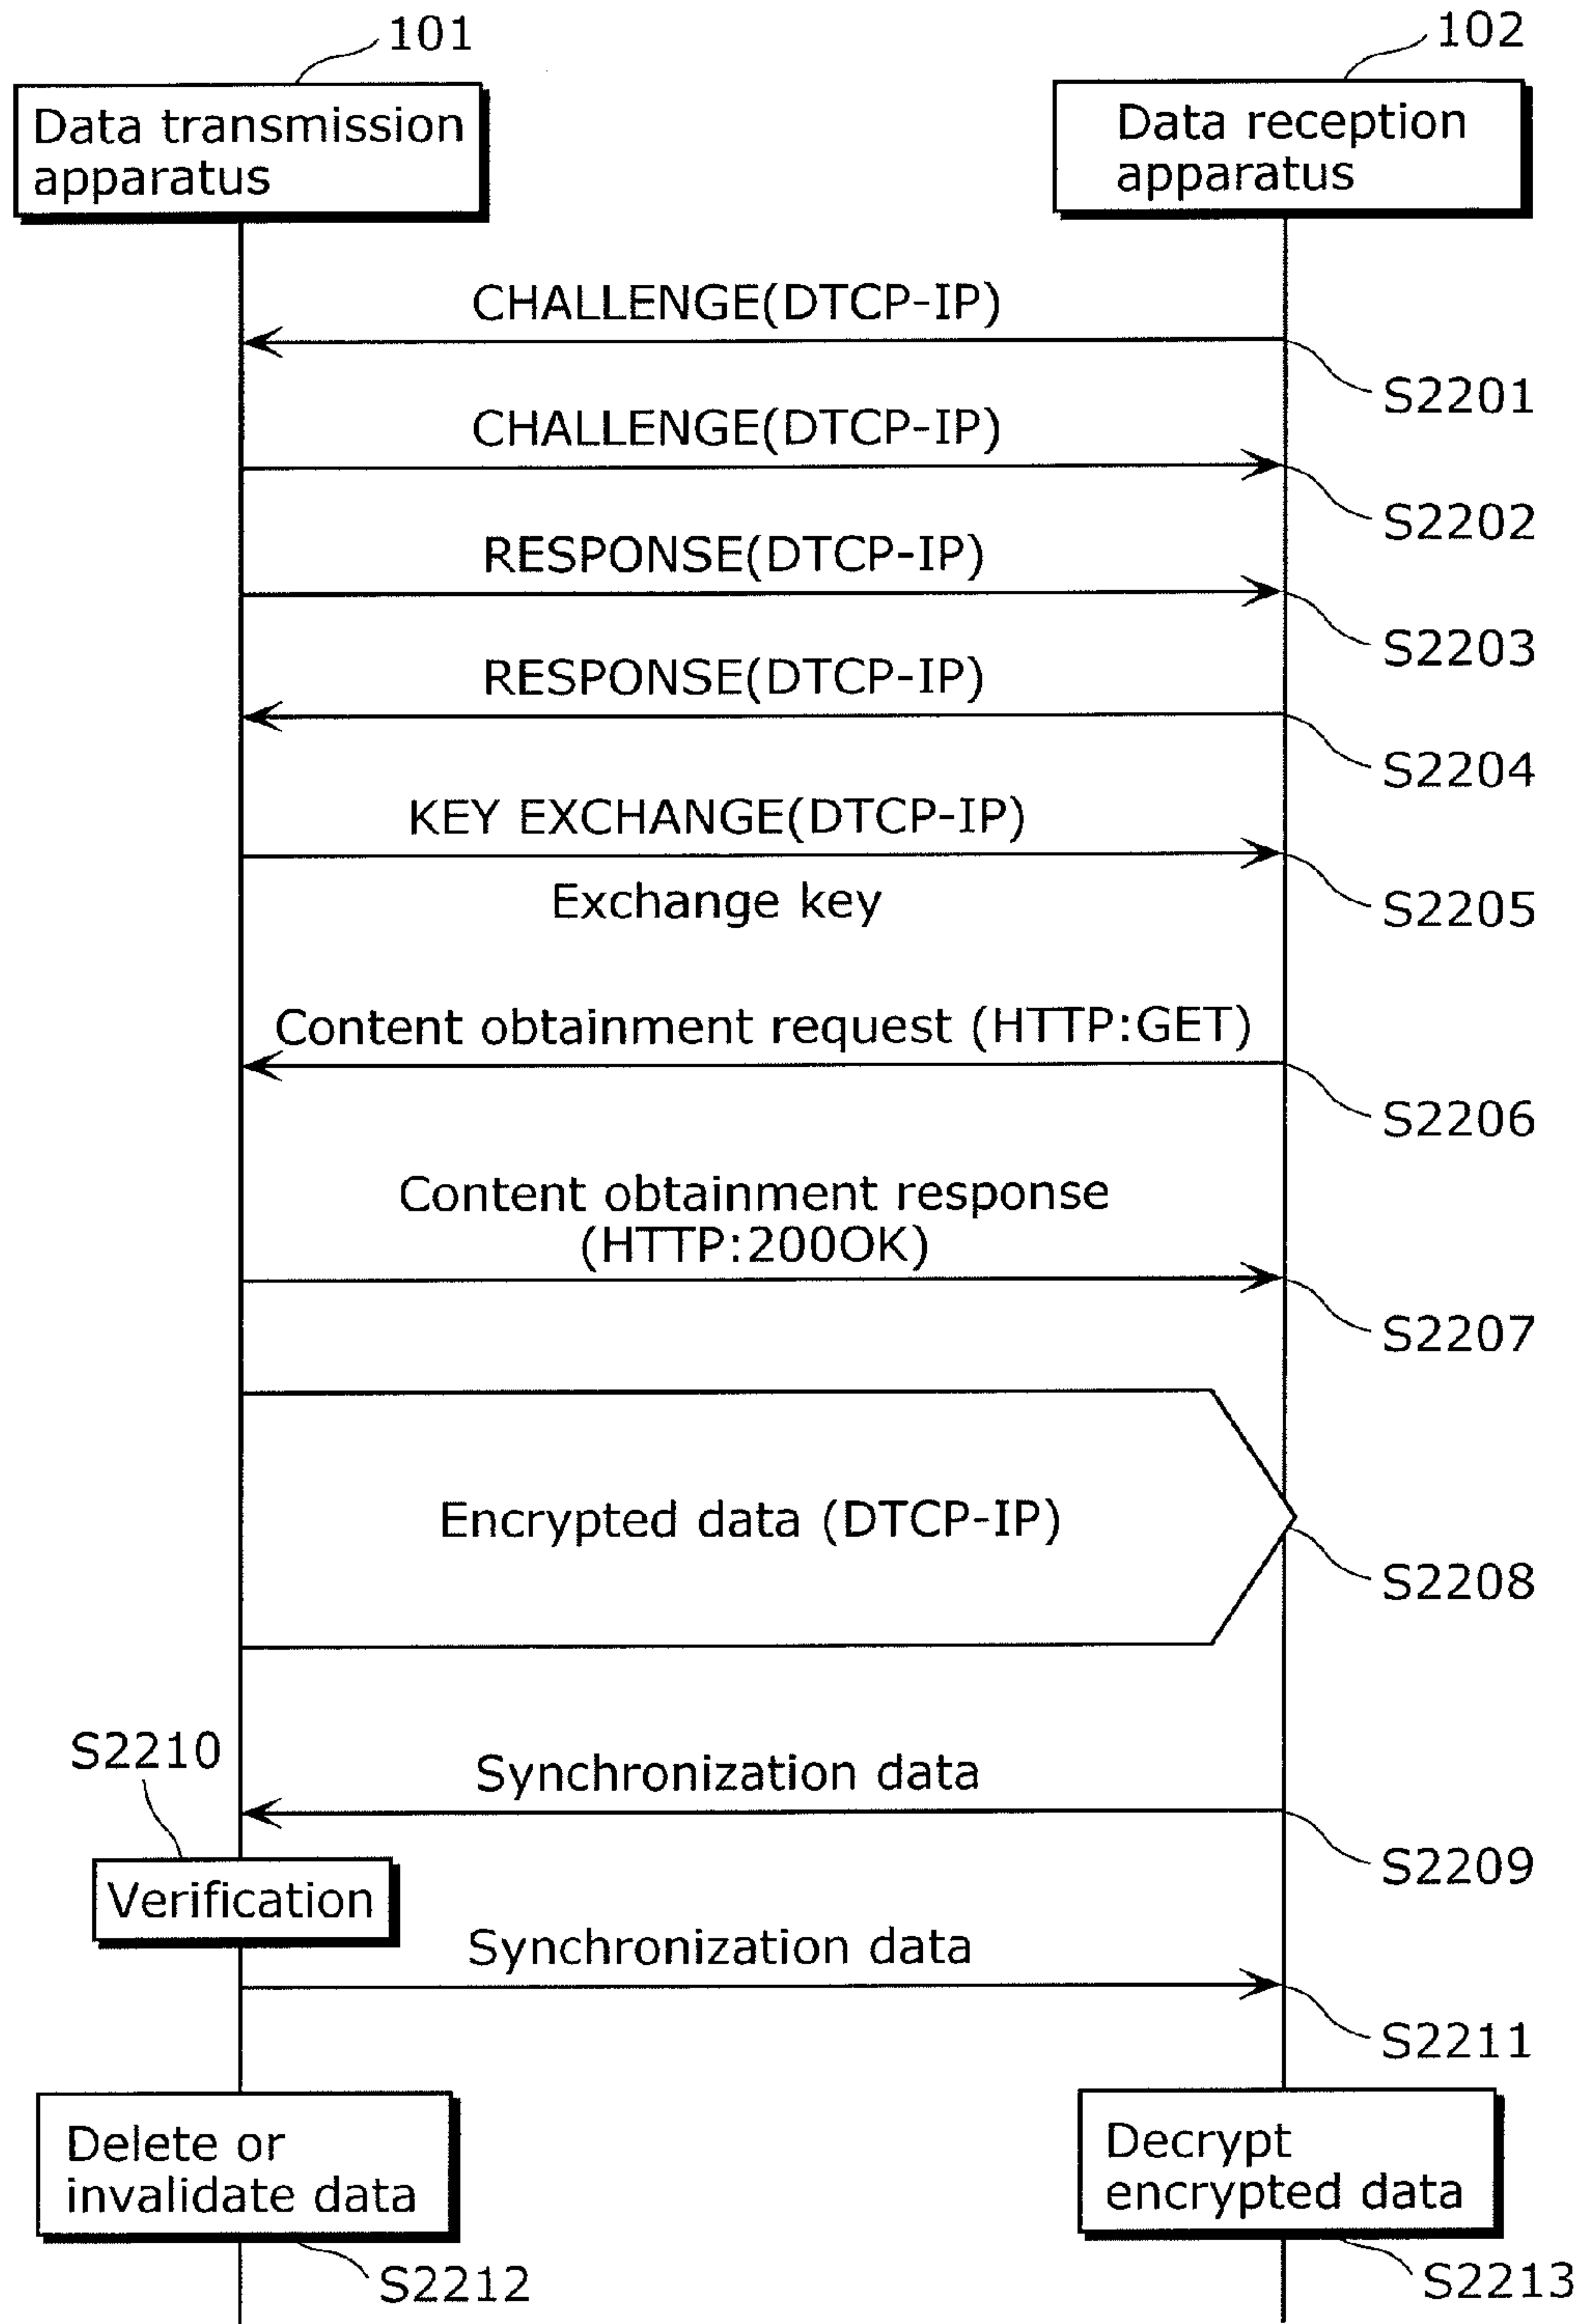 101
102
Data transmission
apparatus
Data reception
apparatus
CHALLENGE(DTCP-IP)
S2201
CHALLENGE(DTCP-IP)
S2202
RESPONSE(DTCP-IP)
S2203
RESPONSE(DTCP-IP)
S2204
KEY EXCHANGE(DTCP-IP)
Exchange key
S2205
Content obtainment request (HTTP:GET)
S2206
Content obtainment response
(HTTP:200OK)
S2207
Encrypted data (DTCP-IP)
S2208
S2210
Synchronization data
S2209
Verification
Synchronization data
S2211
Delete or
invalidate data
Decrypt
encrypted data
S2212
S2213